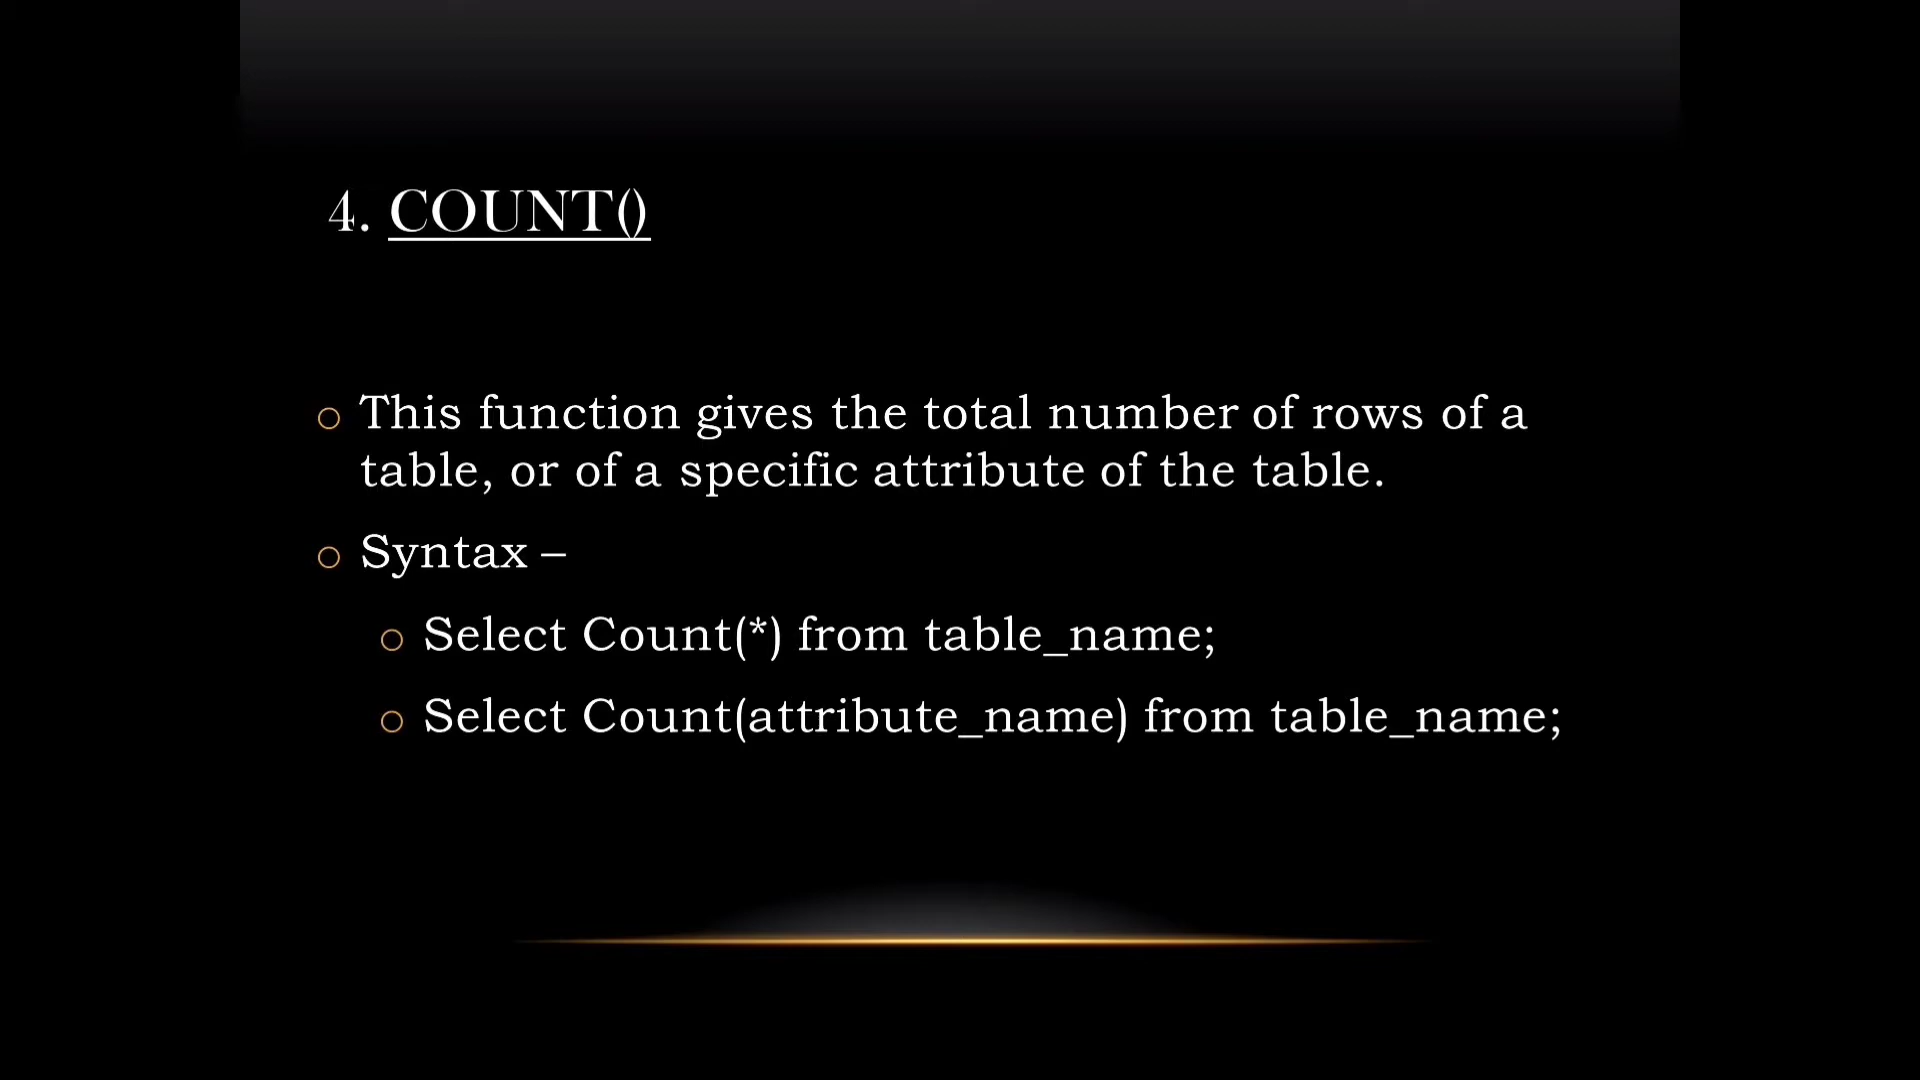 4. COUNT()
This function gives the total number of rows of a
table, or of a specific attribute of the table.
Syntax –
Select Count(*) from table_name;
Select Count(attribute_name) from table_name;